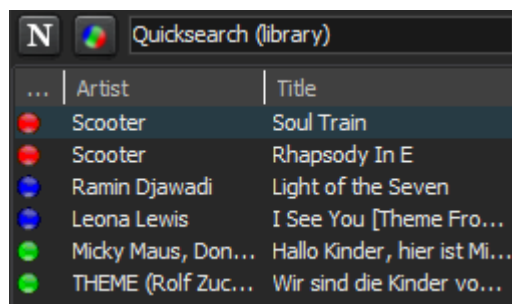 N Quicksearch (library)
... Artist Title
Scooter Soul Train
Scooter Rhapsody In E
Ramin Djawadi Light of the Seven
Leona Lewis I See You [Theme Fro...
Micky Maus, Don... Hallo Kinder, hier ist Mi...
THEME (Rolf Zuc... Wir sind die Kinder vo...